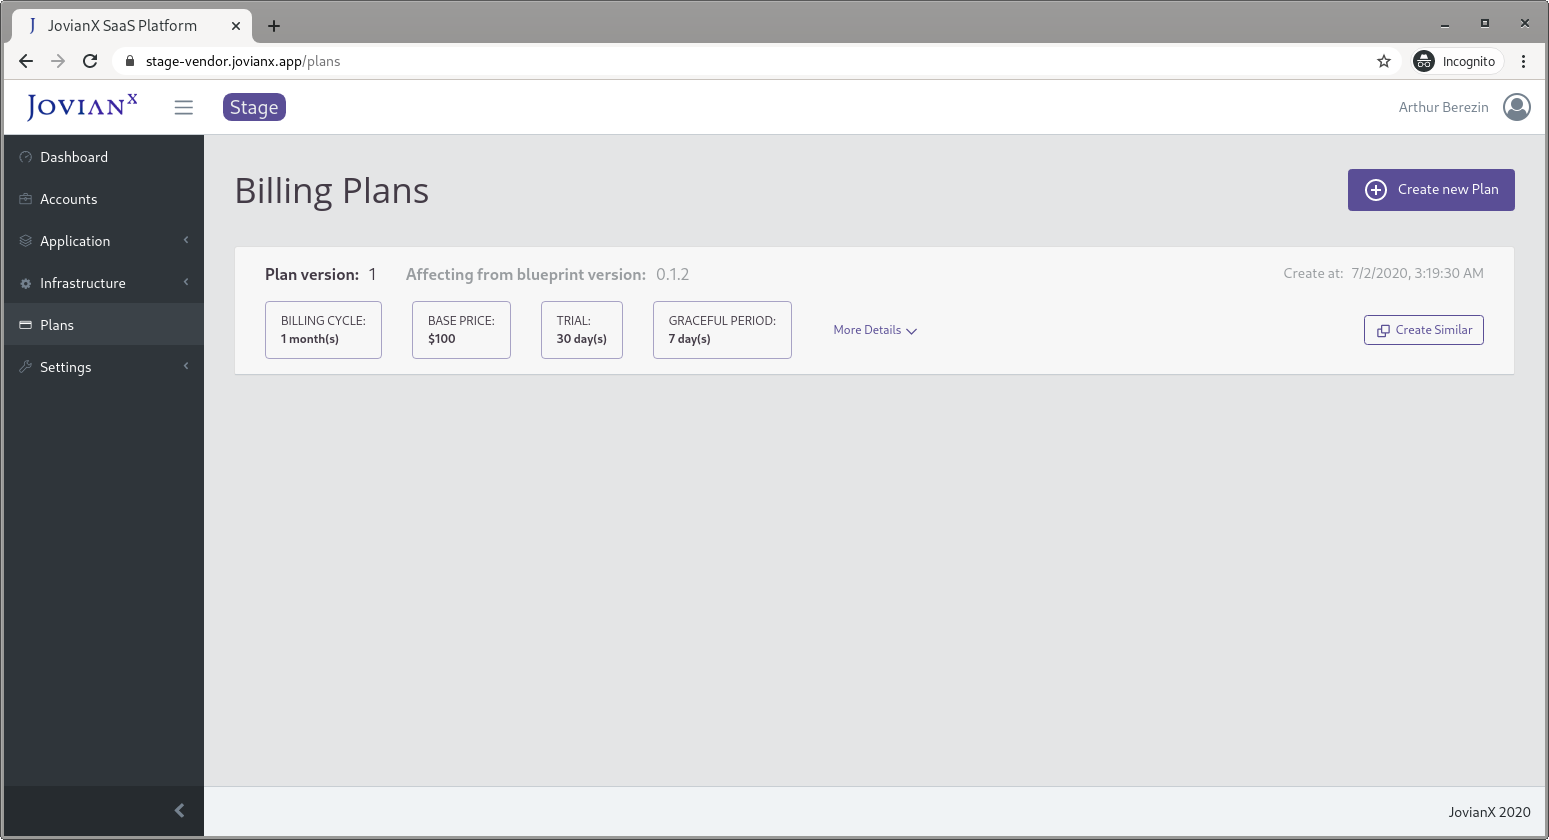 JovianX SaaS Platform
stage-vendor.jovianx.app/plans
Incognito
JOVIANX
Stage
Arthur Berezin
Dashboard
Accounts
Application
Infrastructure
Plans
Settings
Billing Plans
Create new Plan
Plan version: 1 Affecting from blueprint version: 0.1.2
Create at: 7/2/2020, 3:19:30 AM
BILLING CYCLE:
1 month(s)
BASE PRICE:
$100
TRIAL:
30 day(s)
GRACEFUL PERIOD:
7 day(s)
More Details
Create Similar
JovianX 2020